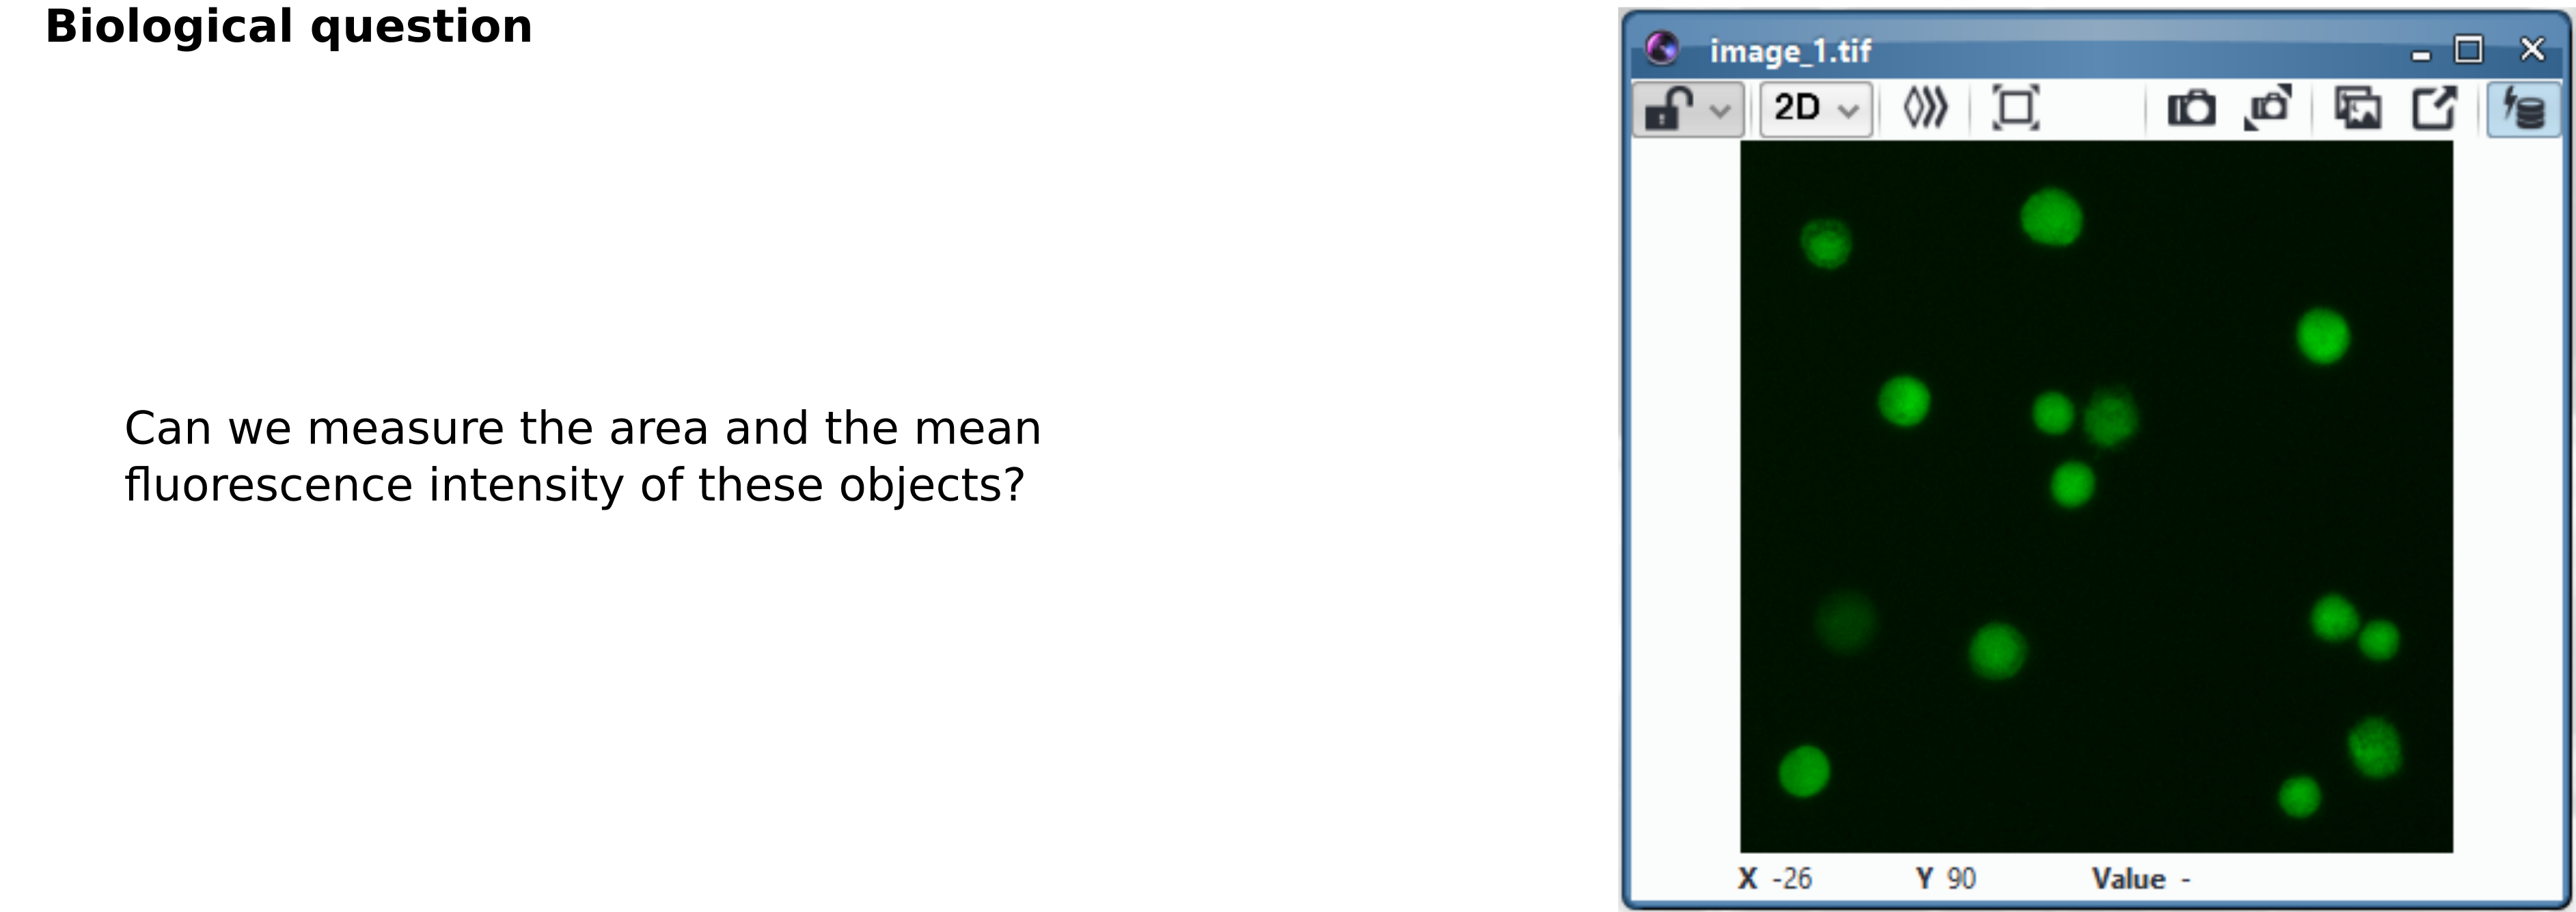 Biological question
Can we measure the area and the mean
fluorescence intensity of these objects?
image_1.tif
2D
X -26 Y 90 Value -